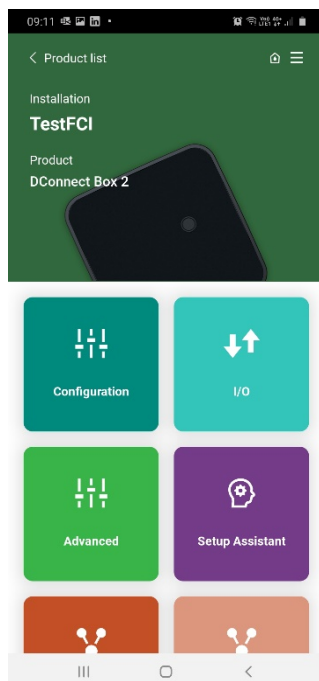 09:11
Product list
Installation
TestFCI
Product
DConnect Box 2
Configuration
I/O
Advanced
Setup Assistant